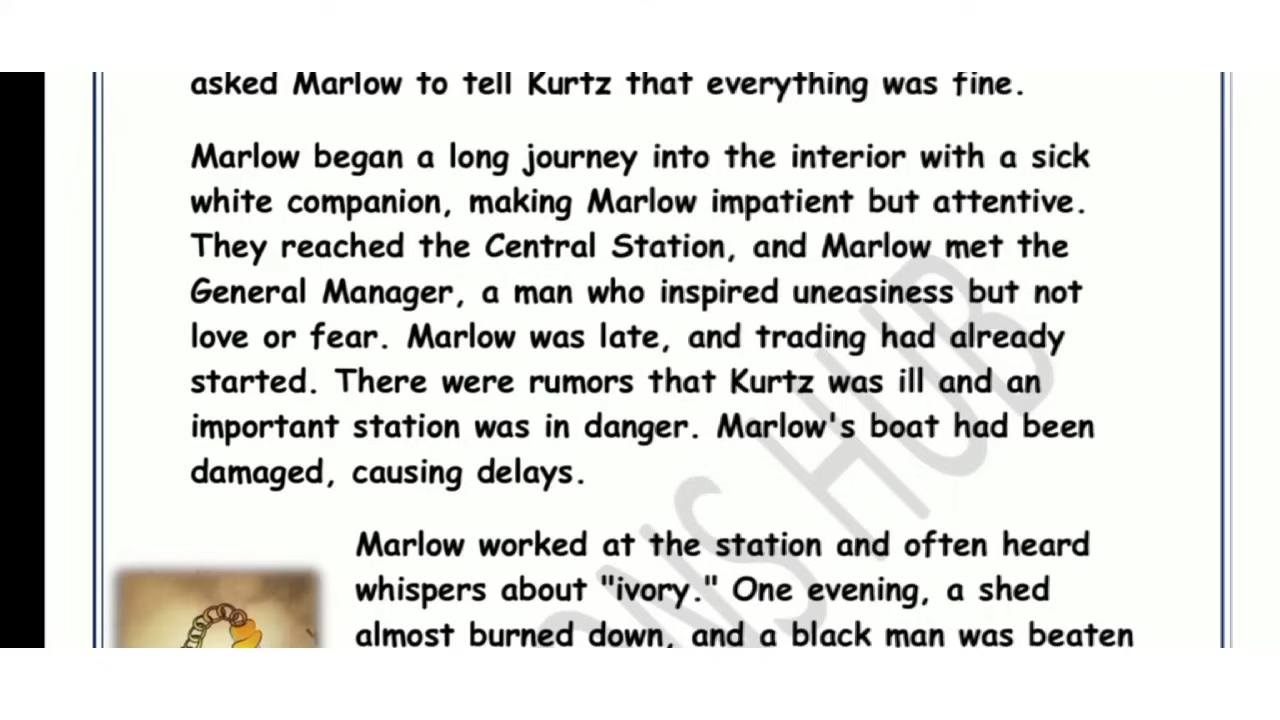 asked Marlow to tell Kurtz that everything was fine.
Marlow began a long journey into the interior with a sick
white companion, making Marlow impatient but attentive.
They reached the Central Station, and Marlow met the
General Manager, a man who inspired uneasiness but not
love or fear. Marlow was late, and trading had already
started. There were rumors that Kurtz was ill and an
important station was in danger. Marlow's boat had been
damaged, causing delays.
Marlow worked at the station and often heard
whispers about "ivory." One evening, a shed
almost burned down, and a black man was beaten
HUB